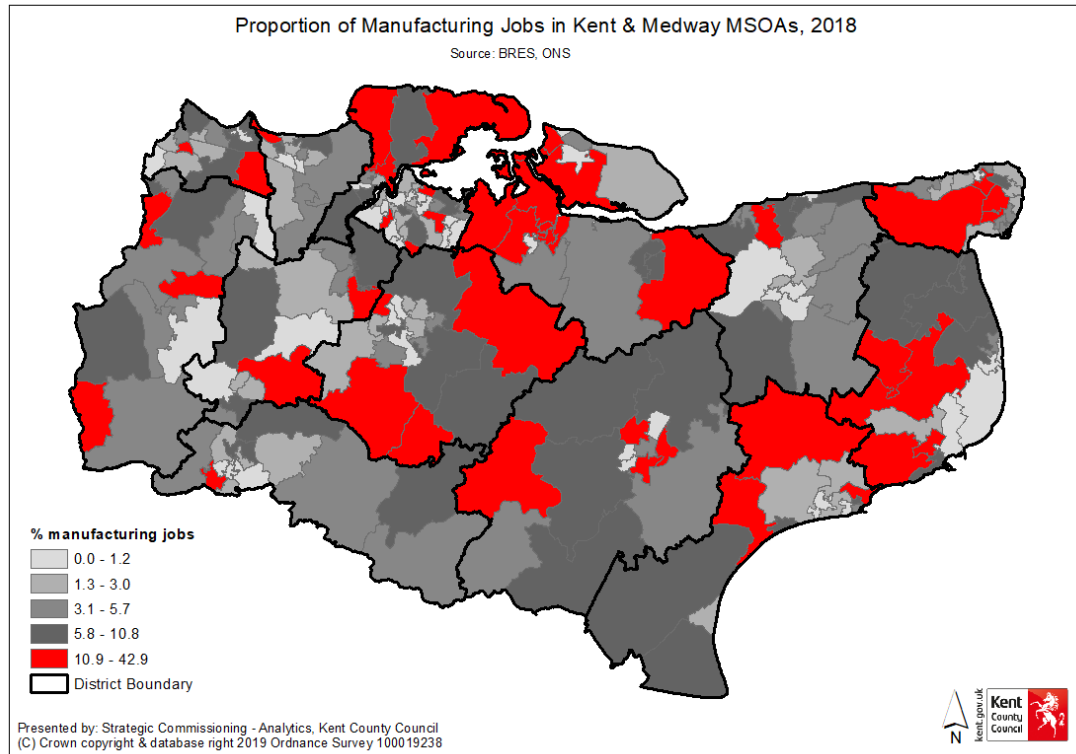 Proportion of Manufacturing Jobs in Kent & Medway MSOAs, 2018
Source: BRES, ONS
% manufacturing jobs
0.0 - 1.2
1.3 - 3.0
3.1 - 5.7
5.8 - 10.8
10.9 - 42.9
District Boundary
Presented by: Strategic Commissioning - Analytics, Kent County Council
(C) Crown copyright & database right 2019 Ordnance Survey 100019238
N
kent.gov.uk
Kent
County
Council